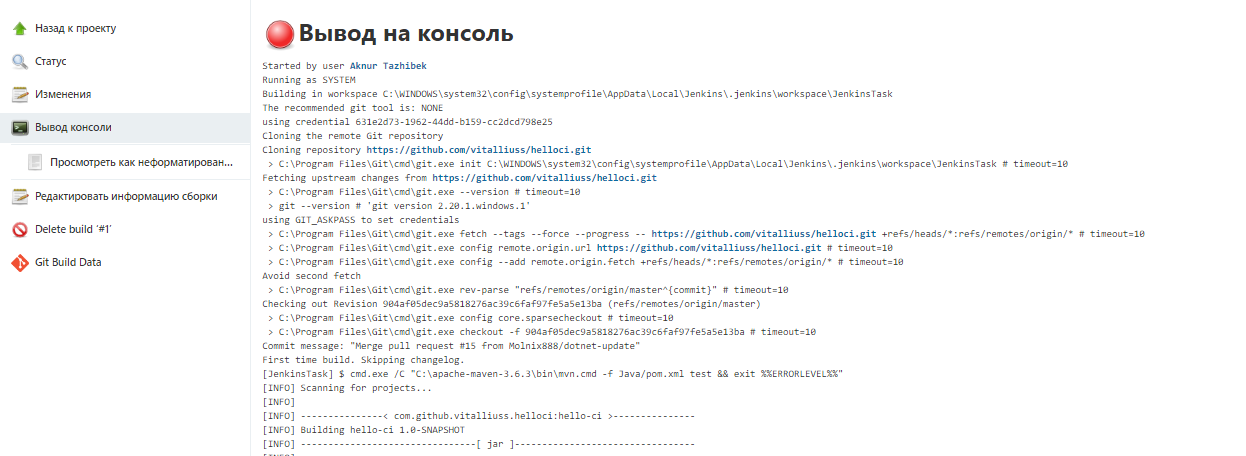 Назад к проекту
Статус
Изменения
Вывод консоли
Просмотреть как неформатирован...
Редактировать информацию сборки
Delete build ‘#1’
Git Build Data
Вывод на консоль
Started by user Aknur Tazhibek
Running as SYSTEM
Building in workspace C:\WINDOWS\system32\config\systemprofile\AppData\Local\Jenkins\.jenkins\workspace\JenkinsTask
The recommended git tool is: NONE
using credential 631e2d73-1962-44dd-b159-cc2dcd798e25
Cloning the remote Git repository
Cloning repository https://github.com/vitalliuss/helloci.git
> C:\Program Files\Git\cmd\git.exe init C:\WINDOWS\system32\config\systemprofile\AppData\Local\Jenkins\.jenkins\workspace\JenkinsTask # timeout=10
Fetching upstream changes from https://github.com/vitalliuss/helloci.git
> C:\Program Files\Git\cmd\git.exe --version # timeout=10
> git --version # 'git version 2.20.1.windows.1'
using GIT_ASKPASS to set credentials
> C:\Program Files\Git\cmd\git.exe fetch --tags --force --progress -- https://github.com/vitalliuss/helloci.git +refs/heads/*:refs/remotes/origin/* # timeout=10
> C:\Program Files\Git\cmd\git.exe config remote.origin.url https://github.com/vitalliuss/helloci.git # timeout=10
> C:\Program Files\Git\cmd\git.exe config --add remote.origin.fetch +refs/heads/*:refs/remotes/origin/* # timeout=10
Avoid second fetch
> C:\Program Files\Git\cmd\git.exe rev-parse "refs/remotes/origin/master^{commit}" # timeout=10
Checking out Revision 904af05dec9a5818276ac39c6faf97fe5a5e13ba (refs/remotes/origin/master)
> C:\Program Files\Git\cmd\git.exe config core.sparsecheckout # timeout=10
> C:\Program Files\Git\cmd\git.exe checkout -f 904af05dec9a5818276ac39c6faf97fe5a5e13ba # timeout=10
Commit message: "Merge pull request #15 from Molnix888/dotnet-update"
First time build. Skipping changelog.
[JenkinsTask] $ cmd.exe /C "C:\apache-maven-3.6.3\bin\mvn.cmd -f Java/pom.xml test && exit %%ERRORLEVEL%%"
[INFO] Scanning for projects...
[INFO]
[INFO] ---------------< com.github.vitalliuss.helloci:hello-ci >---------------
[INFO] Building hello-ci 1.0-SNAPSHOT
[INFO] --------------------------------[ jar ]---------------------------------